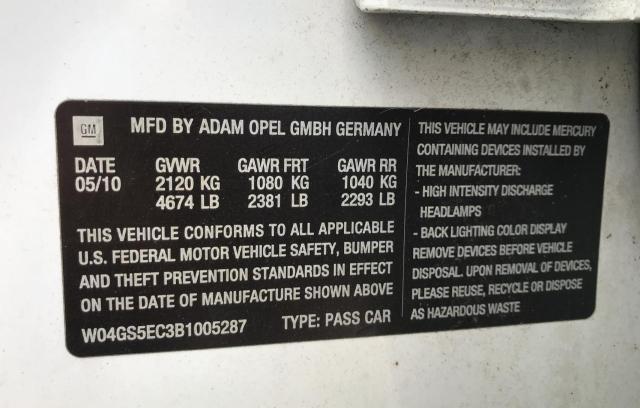 GM
MFD BY ADAM OPEL GMBH GERMANY
DATE GVWR GAWR FRT GAWR RR
05/10 2120 KG 1080 KG 1040 KG
4674 LB 2381 LB 2293 LB
THIS VEHICLE CONFORMS TO ALL APPLICABLE
U.S. FEDERAL MOTOR VEHICLE SAFETY, BUMPER
AND THEFT PREVENTION STANDARDS IN EFFECT
ON THE DATE OF MANUFACTURE SHOWN ABOVE
W04GS5EC3B1005287 TYPE: PASS CAR
THIS VEHICLE MAY INCLUDE MERCURY
CONTAINING DEVICES INSTALLED BY
THE MANUFACTURER:
- HIGH INTENSITY DISCHARGE
HEADLAMPS
- BACK LIGHTING COLOR DISPLAY
REMOVE DEVICES BEFORE VEHICLE
DISPOSAL. UPON REMOVAL OF DEVICES,
PLEASE REUSE, RECYCLE OR DISPOSE
AS HAZARDOUS WASTE